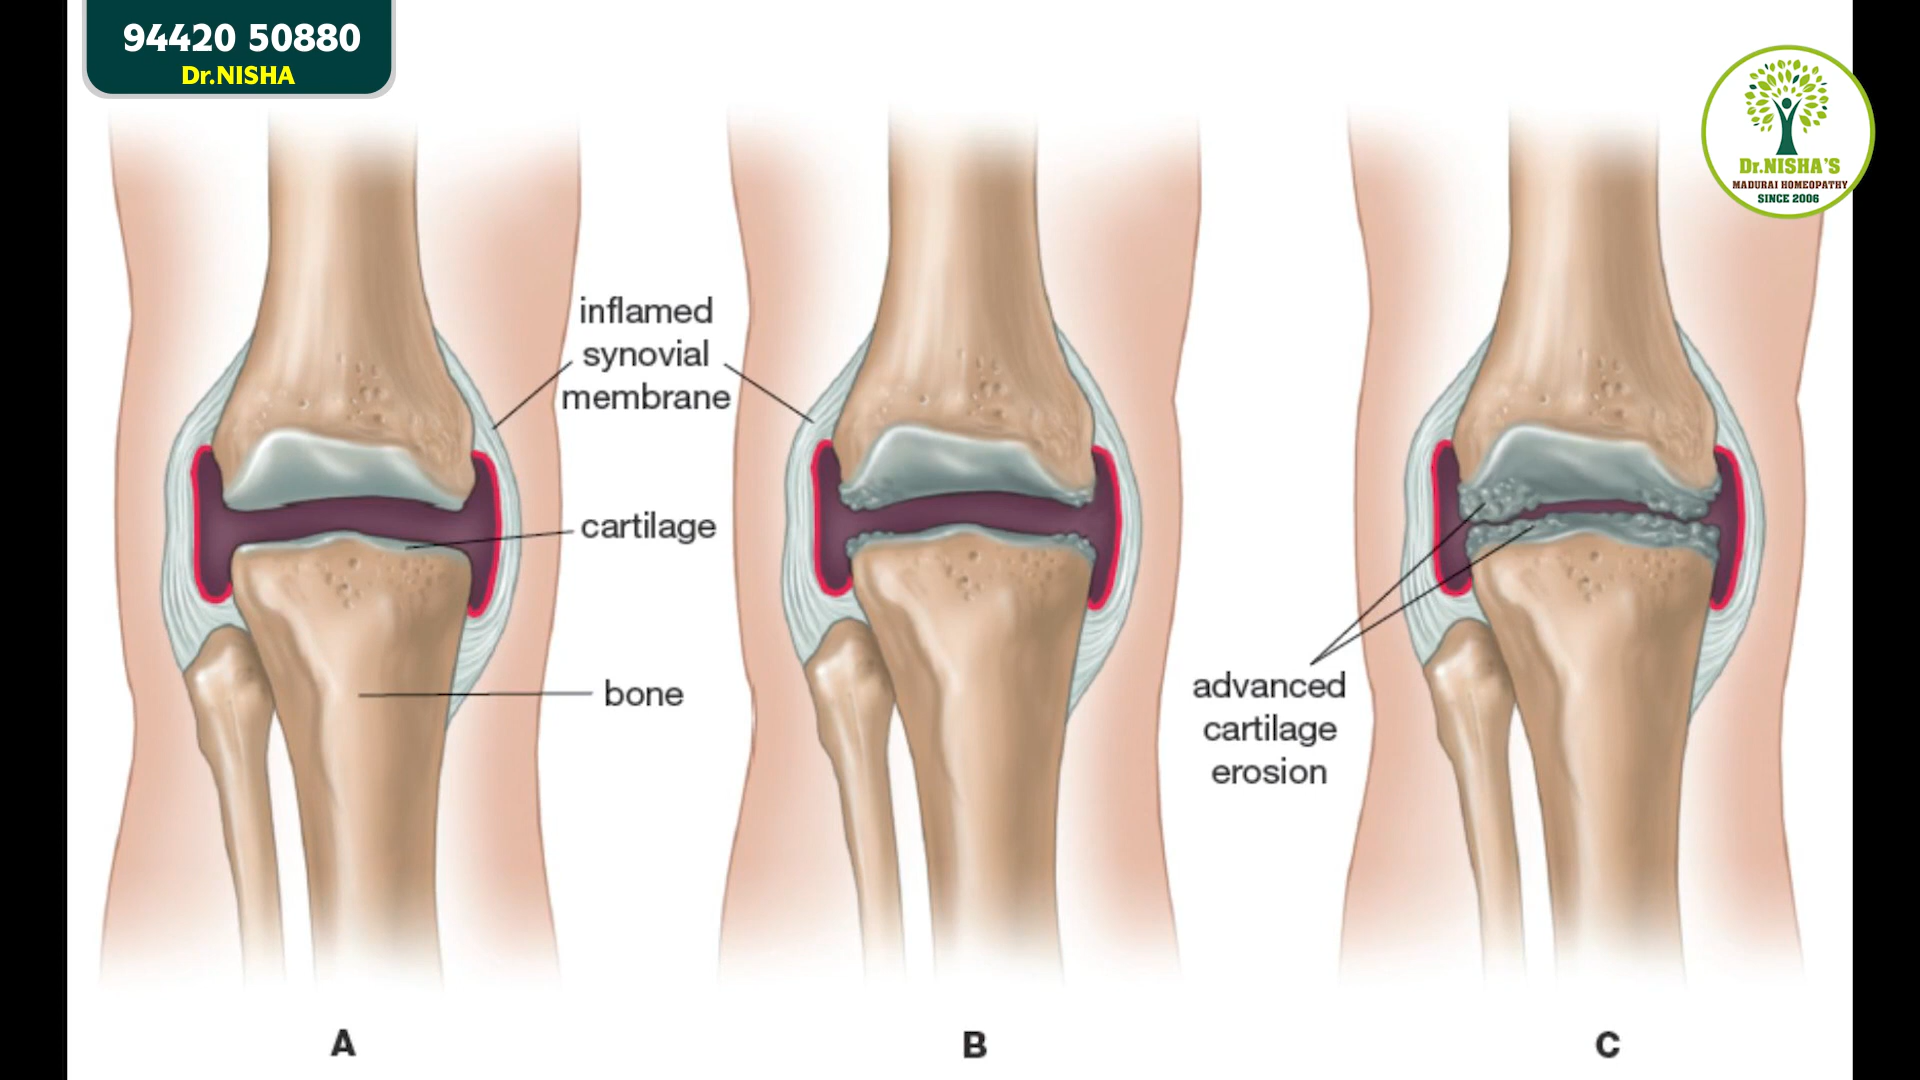 94420 50880
Dr.NISHA
Dr.NISHA'S
MADURAI HOMEOPATHY
SINCE 2006
inflamed
synovial
membrane
cartilage
bone
advanced
cartilage
erosion
A
B
C